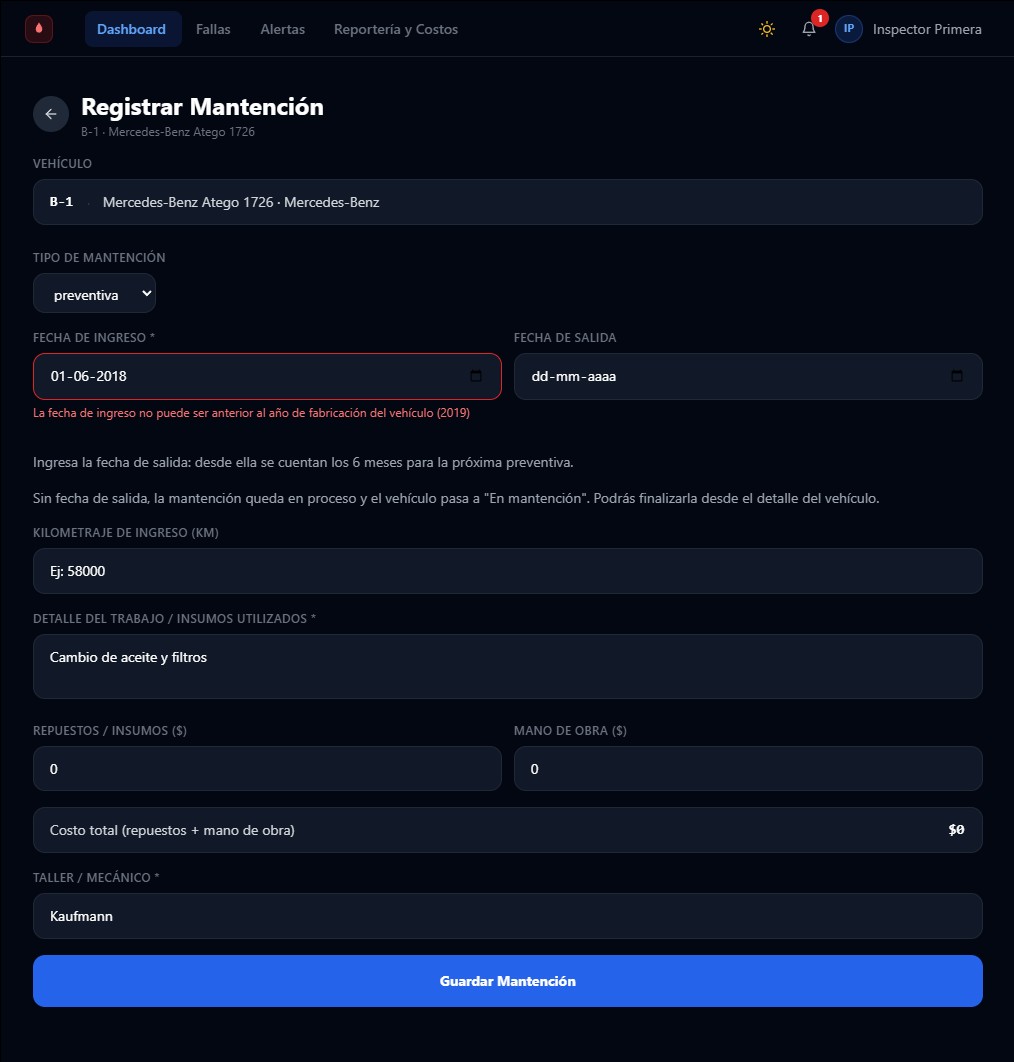 Dashboard Fallas Alertas Reportería y Costos 1 IP Inspector Primera
Registrar Mantención
B-1 · Mercedes-Benz Atego 1726
VEHÍCULO
B-1 · Mercedes-Benz Atego 1726 · Mercedes-Benz
TIPO DE MANTENCIÓN
preventiva
FECHA DE INGRESO * FECHA DE SALIDA
01-06-2018 dd-mm-aaaa
La fecha de ingreso no puede ser anterior al año de fabricación del vehículo (2019)
Ingresa la fecha de salida: desde ella se cuentan los 6 meses para la próxima preventiva.
Sin fecha de salida, la mantención queda en proceso y el vehículo pasa a "En mantención". Podrás finalizarla desde el detalle del vehículo.
KILOMETRAJE DE INGRESO (KM)
Ej: 58000
DETALLE DEL TRABAJO / INSUMOS UTILIZADOS *
Cambio de aceite y filtros
REPUESTOS / INSUMOS ($) MANO DE OBRA ($)
0 0
Costo total (repuestos + mano de obra) $0
TALLER / MECÁNICO *
Kaufmann
Guardar Mantención